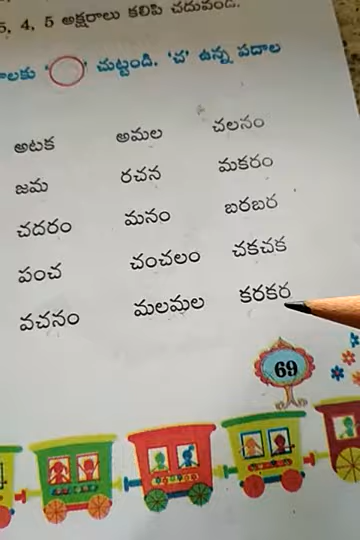 5, 4, 5 అక్షరాలు కలిపి చదువండి.
చుట్టండి. 'చ' ఉన్న పదాల
అటక అమల చలనం
జమ రచన మకరం
చదరం మనం బరబర
పంచ చంచలం చకచక
వచనం మలమల కరకర
69